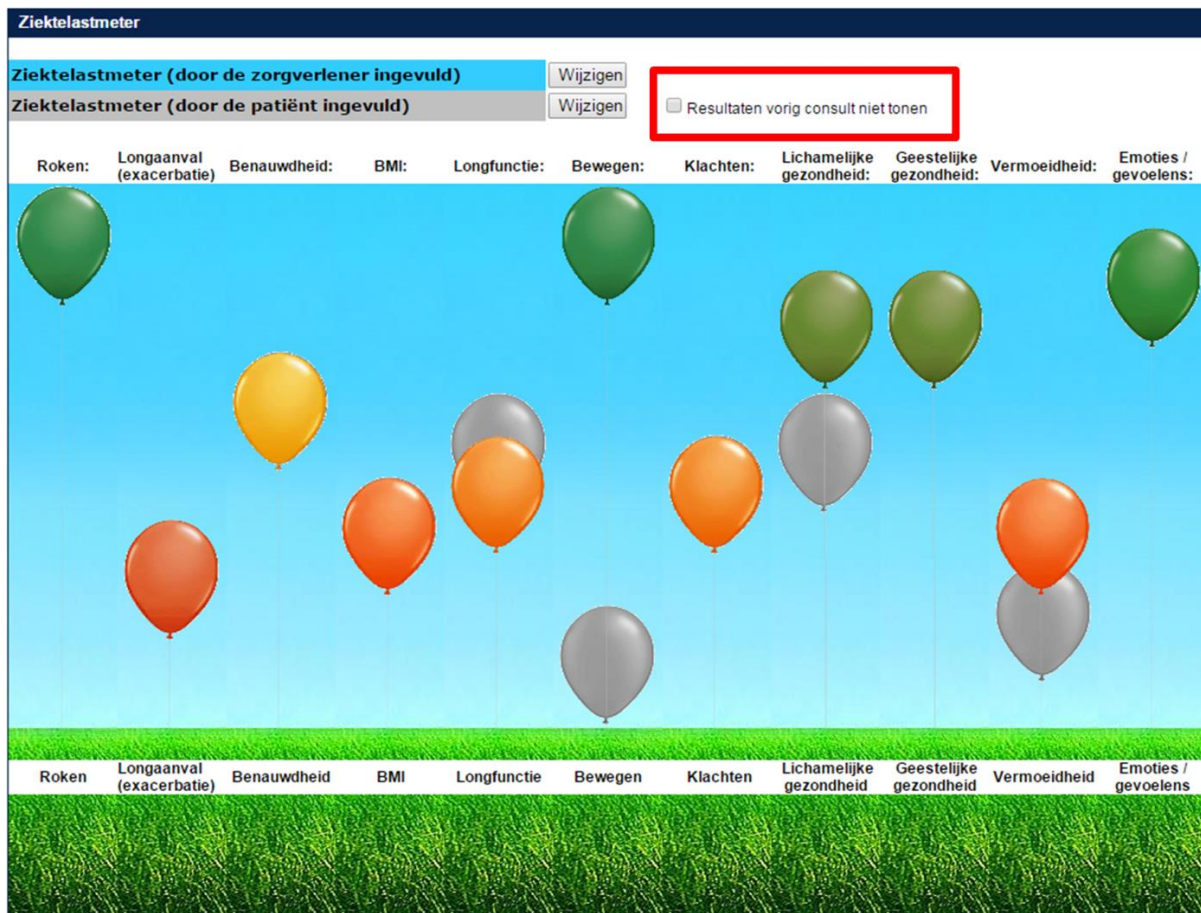 Ziektelastmeter
Ziektelastmeter (door de zorgverlener ingevuld) Wijzigen
Ziektelastmeter (door de patiënt ingevuld) Wijzigen Resultaten vorig consult niet tonen
Roken: Longaanval (exacerbatie) Benauwdheid: BMI: Longfunctie: Bewegen: Klachten: Lichamelijke gezondheid: Geestelijke gezondheid: Vermoeidheid: Emoties / gevoelens:
Roken Longaanval (exacerbatie) Benauwdheid BMI Longfunctie Bewegen Klachten Lichamelijke gezondheid Geestelijke gezondheid Vermoeidheid Emoties / gevoelens